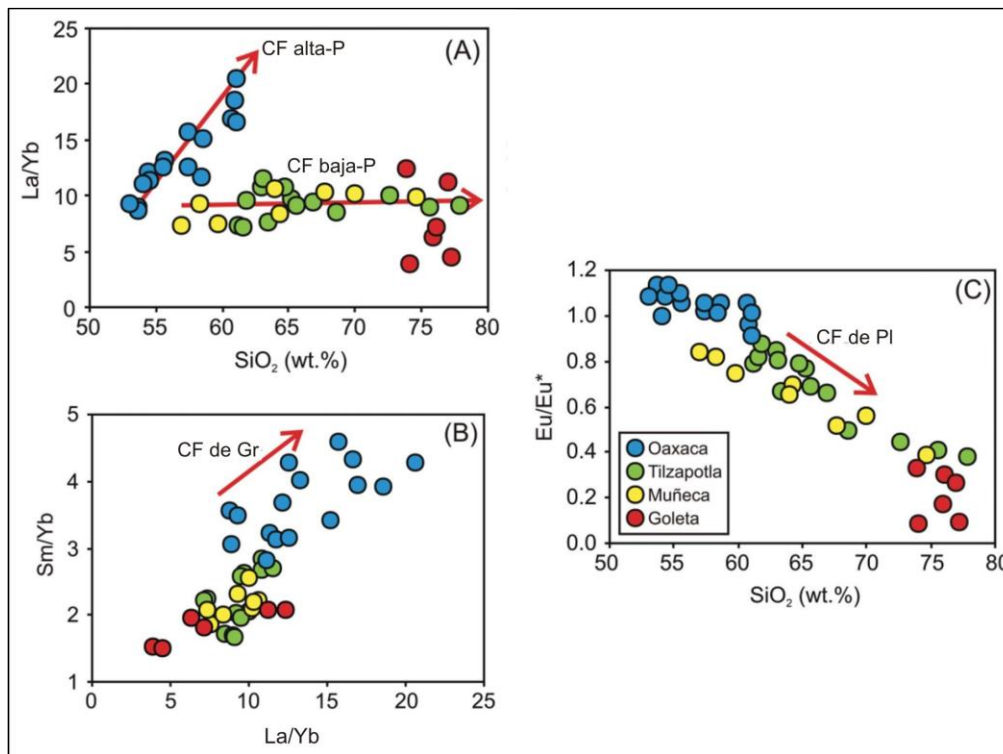 (A)
CF alta-P
CF baja-P
La/Yb
25
20
15
10
5
0
50 55 60 65 70 75 80
SiO₂ (wt.%)
(B)
CF de Gr
Sm/Yb
5
4
3
2
1
0 5 10 15 20 25
La/Yb
(C)
CF de Pl
Eu/Eu*
1.2
1.0
0.8
0.6
0.4
0.2
0.0
Oaxaca
Tilzapotla
Muñeca
Goleta
50 55 60 65 70 75 80
SiO₂ (wt.%)